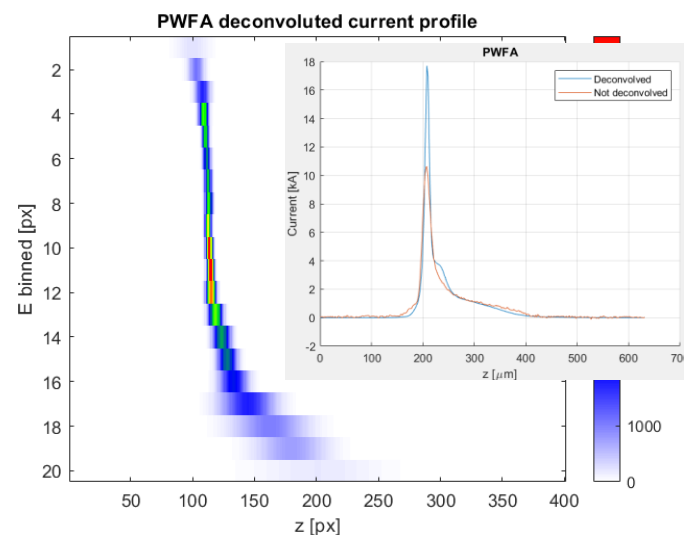 PWFA deconvoluted current profile
PWFA
Deconvolved
Not deconvolved
18
16
14
12
10
8
6
4
2
0
-2
Current [kA]
0 100 200 300 400 500 600 700
z [μm]
2
4
6
8
10
12
14
16
18
20
E binned [px]
50 100 150 200 250 300 350 400
z [px]
1000
0